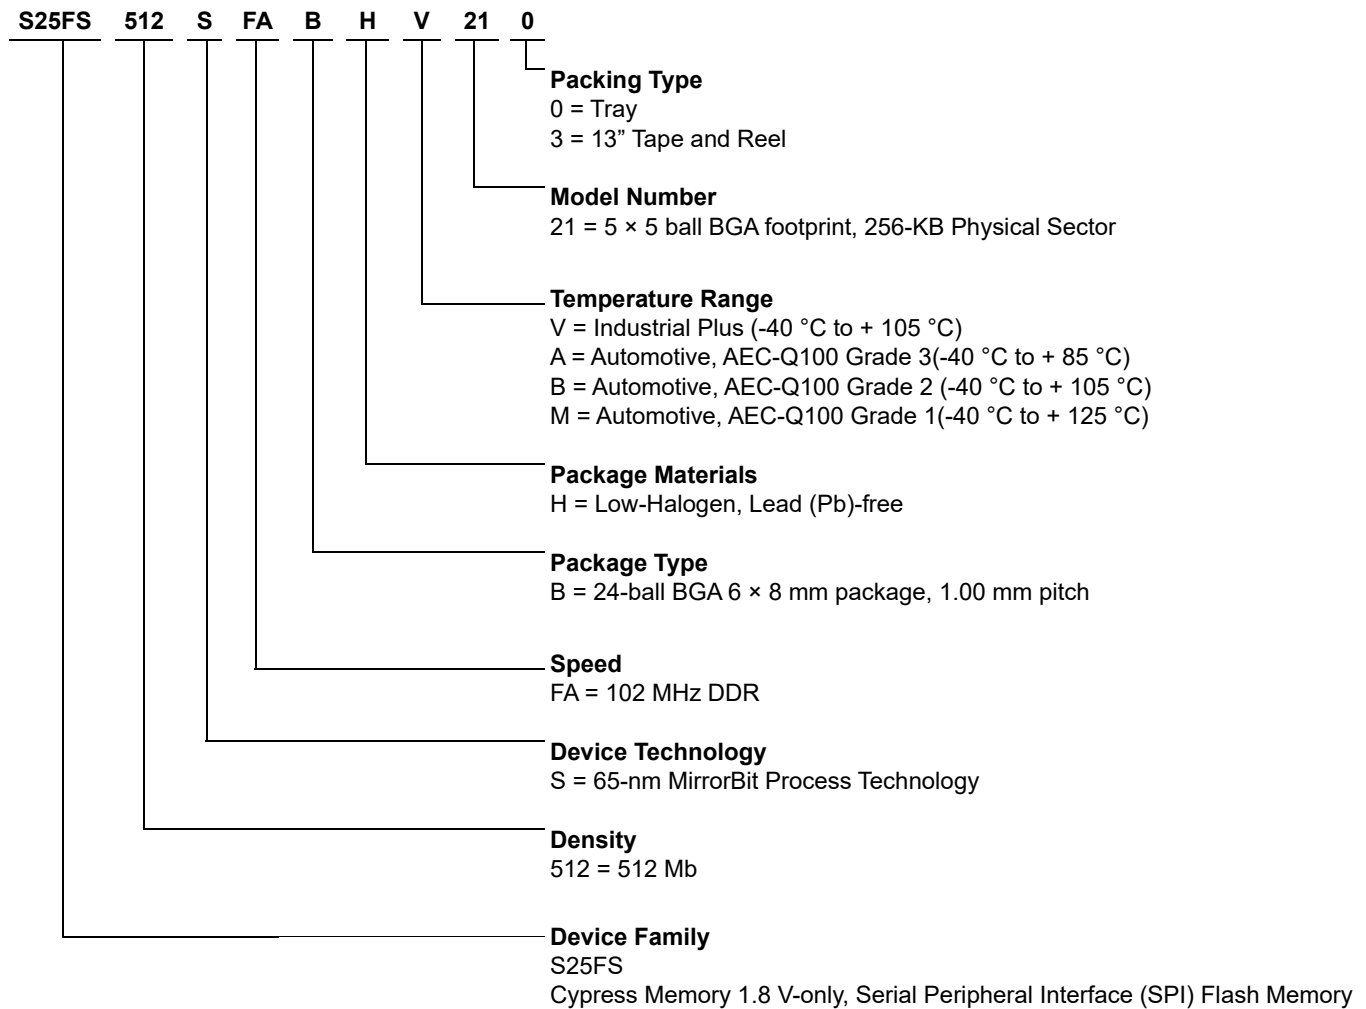 S25FS 512 S FA B H V 21 0
Packing Type
0 = Tray
3 = 13” Tape and Reel
Model Number
21 = 5 × 5 ball BGA footprint, 256-KB Physical Sector
Temperature Range
V = Industrial Plus (-40 °C to + 105 °C)
A = Automotive, AEC-Q100 Grade 3(-40 °C to + 85 °C)
B = Automotive, AEC-Q100 Grade 2 (-40 °C to + 105 °C)
M = Automotive, AEC-Q100 Grade 1(-40 °C to + 125 °C)
Package Materials
H = Low-Halogen, Lead (Pb)-free
Package Type
B = 24-ball BGA 6 × 8 mm package, 1.00 mm pitch
Speed
FA = 102 MHz DDR
Device Technology
S = 65-nm MirrorBit Process Technology
Density
512 = 512 Mb
Device Family
S25FS
Cypress Memory 1.8 V-only, Serial Peripheral Interface (SPI) Flash Memory